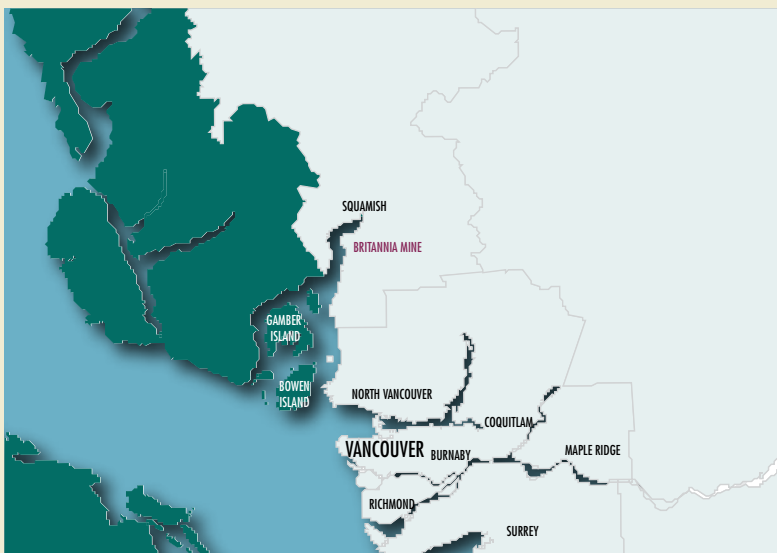 SQUAMISH
BRITANNIA MINE
GAMBER
ISLAND
BOWEN
ISLAND
NORTH VANCOUVER
COQUITLAM
VANCOUVER
BURNABY
MAPLE RIDGE
RICHMOND
SURREY